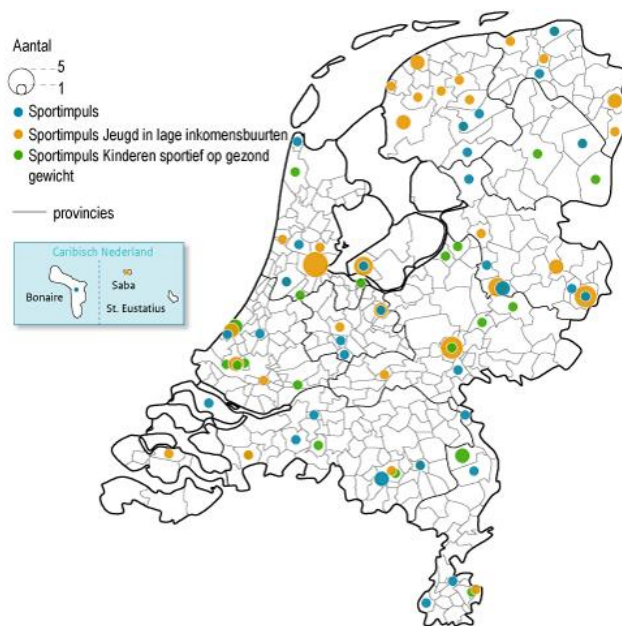 Aantal
5
1
Sportimpuls
Sportimpuls Jeugd in lage inkomensbuurten
Sportimpuls Kinderen sportief op gezond
gewicht
provincies
Caribisch Nederland
Saba
Bonaire
St. Eustatius